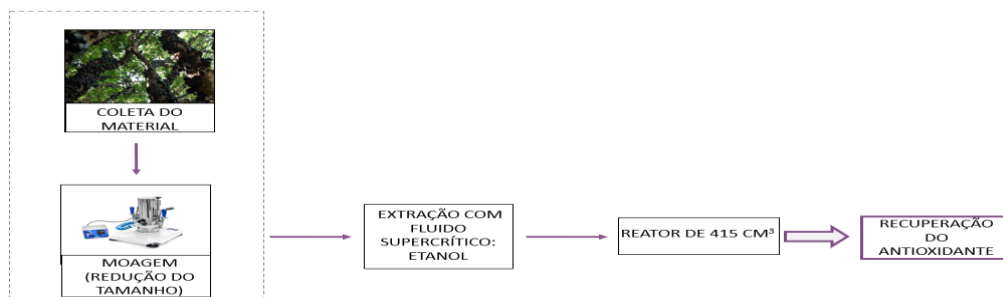 COLETA DO
MATERIAL
MOAGEM
(REDUÇÃO DO
TAMANHO)
EXTRAÇÃO COM
FLUIDO
SUPERCRÍTICO:
ETANOL
REATOR DE 415 CM³
RECUPERAÇÃO
DO
ANTIOXIDANTE